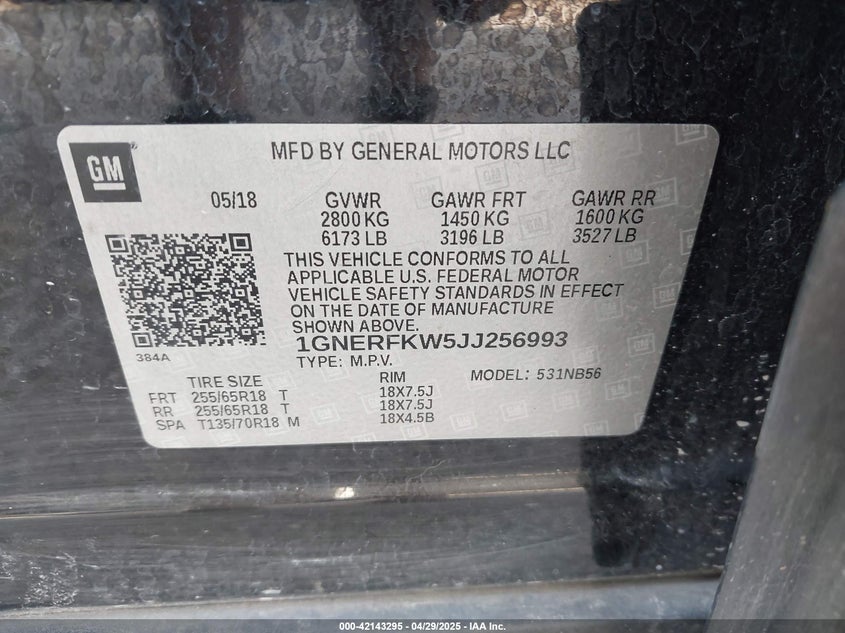 GM
MFD BY GENERAL MOTORS LLC
05/18 GVWR GAWR FRT GAWR RR
2800 KG 1450 KG 1600 KG
6173 LB 3196 LB 3527 LB
THIS VEHICLE CONFORMS TO ALL
APPLICABLE U.S. FEDERAL MOTOR
VEHICLE SAFETY STANDARDS IN EFFECT
ON THE DATE OF MANUFACTURE
SHOWN ABOVE.
1GNERFKW5JJ256993
384A
TYPE: M.P.V.
TIRE SIZE RIM MODEL: 531NB56
FRT 255/65R18 T 18X7.5J
RR 255/65R18 T 18X7.5J
SPA T135/70R18 M 18X4.5B
000-42143295 - 04/29/2025 - IAA Inc.